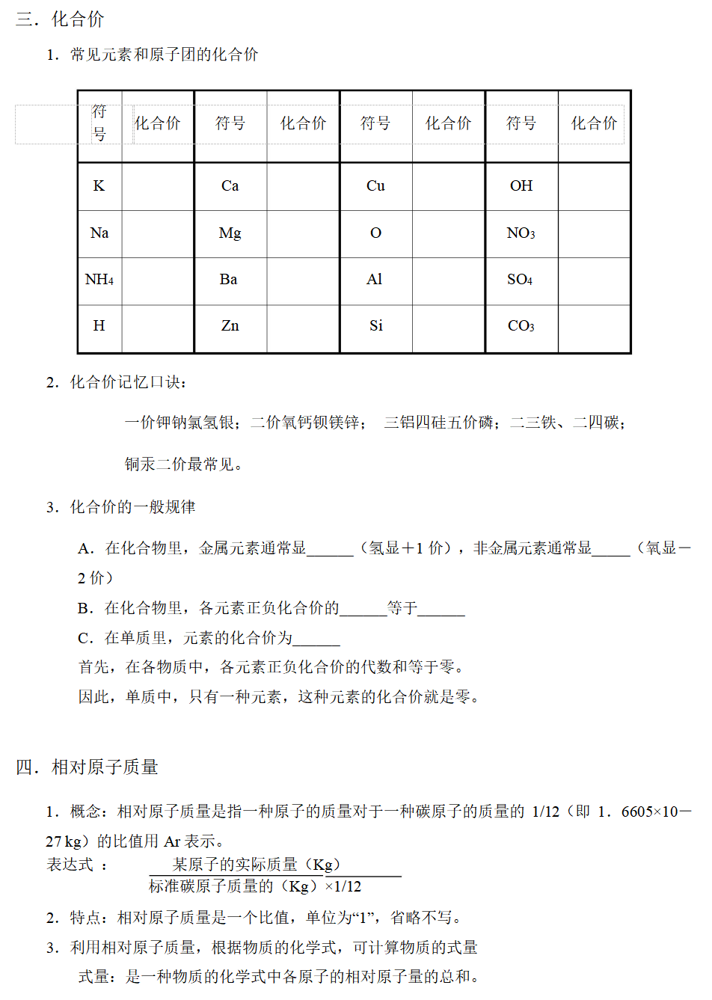 三．化合价
1．常见元素和原子团的化合价
符号 化合价 符号 化合价 符号 化合价 符号 化合价
K Ca Cu OH
Na Mg O NO3
NH4 Ba Al SO4
H Zn Si CO3
2．化合价记忆口诀：
一价钾钠氯氢银；二价氧钙钡镁锌； 三铝四硅五价磷；二三铁、二四碳；
铜汞二价最常见。
3．化合价的一般规律
A．在化合物里，金属元素通常显______（氢显＋1 价），非金属元素通常显_____（氧显－
2 价）
B．在化合物里，各元素正负化合价的______等于______
C．在单质里，元素的化合价为______
首先，在各物质中，各元素正负化合价的代数和等于零。
因此，单质中，只有一种元素，这种元素的化合价就是零。
四．相对原子质量
1．概念：相对原子质量是指一种原子的质量对于一种碳原子的质量的 1/12（即 1．6605×10－
27 kg）的比值用 Ar 表示。
表达式 ： 某原子的实际质量（Kg）
标准碳原子质量的（Kg）×1/12
2．特点：相对原子质量是一个比值，单位为“1”，省略不写。
3．利用相对原子质量，根据物质的化学式，可计算物质的式量
式量：是一种物质的化学式中各原子的相对原子量的总和。